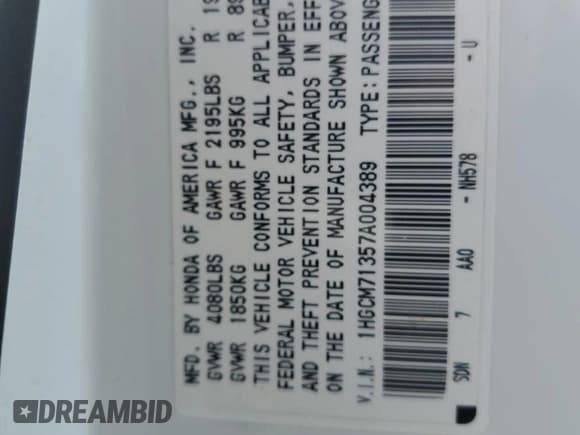 MFD. BY HONDA OF AMERICA MFG., INC.
GVWR 4080LBS GAWR F 2195LBS R 19
GVWR 1850KG GAWR F 995KG R 89
THIS VEHICLE CONFORMS TO ALL APPLICAB
FEDERAL MOTOR VEHICLE SAFETY, BUMPER,
AND THEFT PREVENTION STANDARDS IN EFF
ON THE DATE OF MANUFACTURE SHOWN ABOV
V.I.N.: 1HGCM71357A004389 TYPE: PASSENG
SDN 7 AAO - NH578 - U
DREAMBID